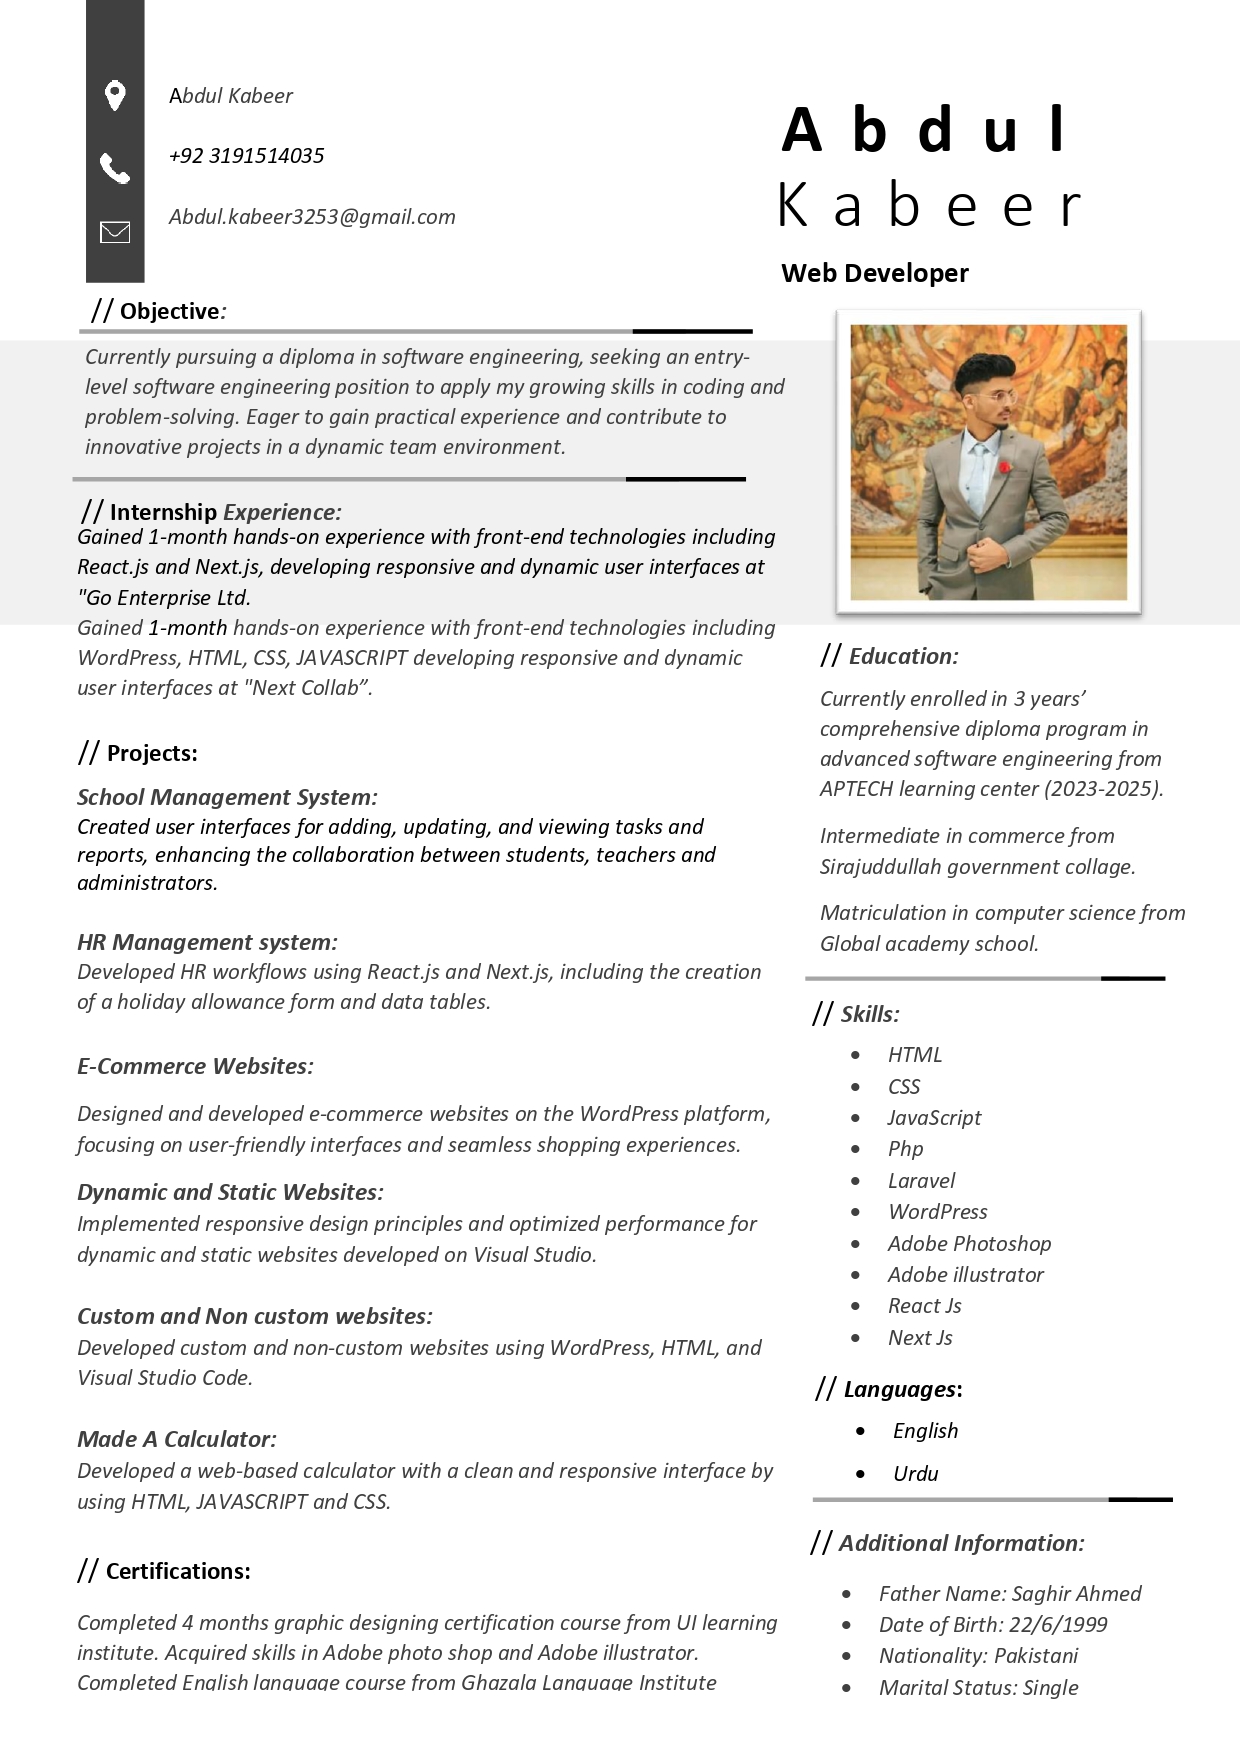 Abdul Kabeer
+92 3191514035
Abdul.kabeer3253@gmail.com
Abdul
Kabeer
Web Developer
// Objective:
Currently pursuing a diploma in software engineering, seeking an entry-
level software engineering position to apply my growing skills in coding and
problem-solving. Eager to gain practical experience and contribute to
innovative projects in a dynamic team environment.
// Internship Experience:
Gained 1-month hands-on experience with front-end technologies including
React.js and Next.js, developing responsive and dynamic user interfaces at
"Go Enterprise Ltd.
Gained 1-month hands-on experience with front-end technologies including
WordPress, HTML, CSS, JAVASCRIPT developing responsive and dynamic
user interfaces at "Next Collab”.
// Projects:
School Management System:
Created user interfaces for adding, updating, and viewing tasks and
reports, enhancing the collaboration between students, teachers and
administrators.
HR Management system:
Developed HR workflows using React.js and Next.js, including the creation
of a holiday allowance form and data tables.
E-Commerce Websites:
Designed and developed e-commerce websites on the WordPress platform,
focusing on user-friendly interfaces and seamless shopping experiences.
Dynamic and Static Websites:
Implemented responsive design principles and optimized performance for
dynamic and static websites developed on Visual Studio.
Custom and Non custom websites:
Developed custom and non-custom websites using WordPress, HTML, and
Visual Studio Code.
Made A Calculator:
Developed a web-based calculator with a clean and responsive interface by
using HTML, JAVASCRIPT and CSS.
// Certifications:
Completed 4 months graphic designing certification course from UI learning
institute. Acquired skills in Adobe photo shop and Adobe illustrator.
Completed English language course from Ghazala Language Institute
// Education:
Currently enrolled in 3 years’
comprehensive diploma program in
advanced software engineering from
APTECH learning center (2023-2025).
Intermediate in commerce from
Sirajuddullah government collage.
Matriculation in computer science from
Global academy school.
// Skills:
• HTML
• CSS
• JavaScript
• Php
• Laravel
• WordPress
• Adobe Photoshop
• Adobe illustrator
• React Js
• Next Js
// Languages:
• English
• Urdu
// Additional Information:
• Father Name: Saghir Ahmed
• Date of Birth: 22/6/1999
• Nationality: Pakistani
• Marital Status: Single